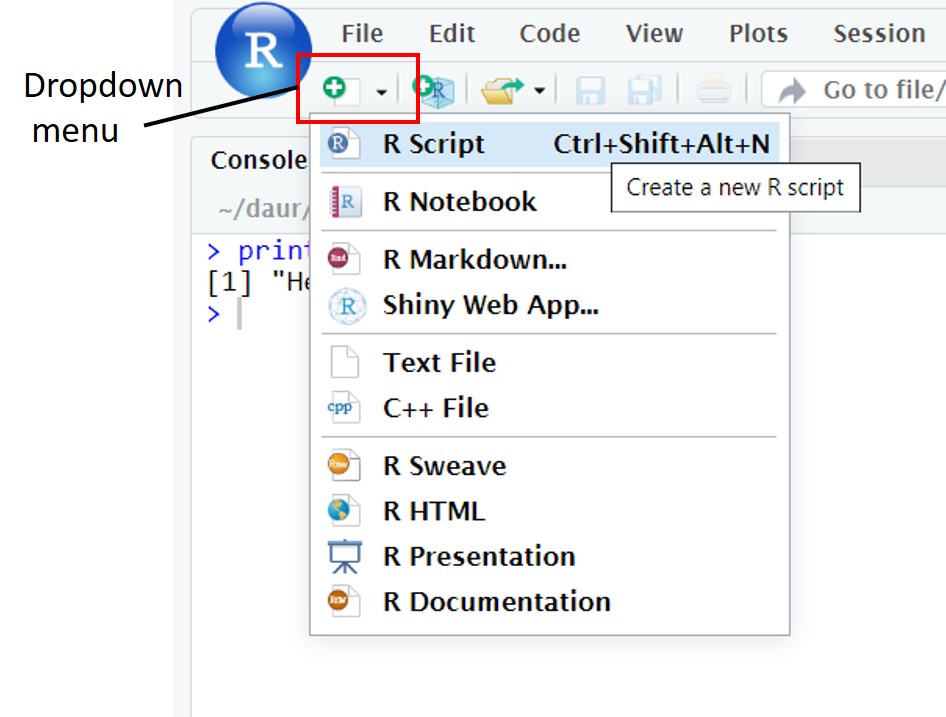 File Edit Code View Plots Session
Dropdown
menu
Go to file/
R Script Ctrl+Shift+Alt+N
Create a new R script
Console
~/daur/
R Notebook
> print
[1] "He
>
R Markdown...
Shiny Web App...
Text File
C++ File
R Sweave
R HTML
R Presentation
R Documentation